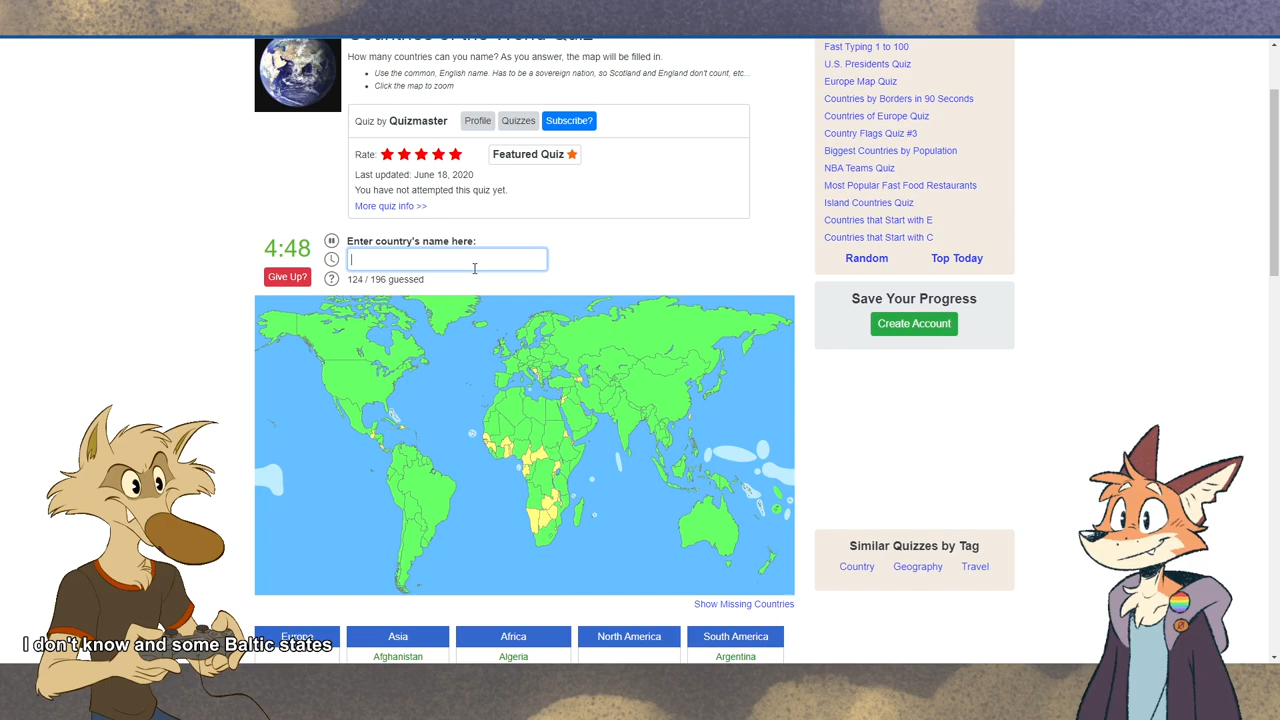 Countries of the World Quiz
How many countries can you name? As you answer, the map will be filled in.
Use the common, English name. Has to be a sovereign nation, so Scotland and England don't count, etc...
Click the map to zoom
Quiz by Quizmaster Profile Quizzes Subscribe?
Rate: Featured Quiz
Last updated: June 18, 2020
You have not attempted this quiz yet.
More quiz info >>
4:48
Give Up?
Enter country's name here:
124 / 196 guessed
Show Missing Countries
Europe Asia Africa North America South America
Afghanistan Algeria Argentina
Fast Typing 1 to 100
U.S. Presidents Quiz
Europe Map Quiz
Countries by Borders in 90 Seconds
Countries of Europe Quiz
Country Flags Quiz #3
Biggest Countries by Population
NBA Teams Quiz
Most Popular Fast Food Restaurants
Island Countries Quiz
Countries that Start with E
Countries that Start with C
Random Top Today
Save Your Progress
Create Account
Similar Quizzes by Tag
Country Geography Travel
I don't know and some Baltic states